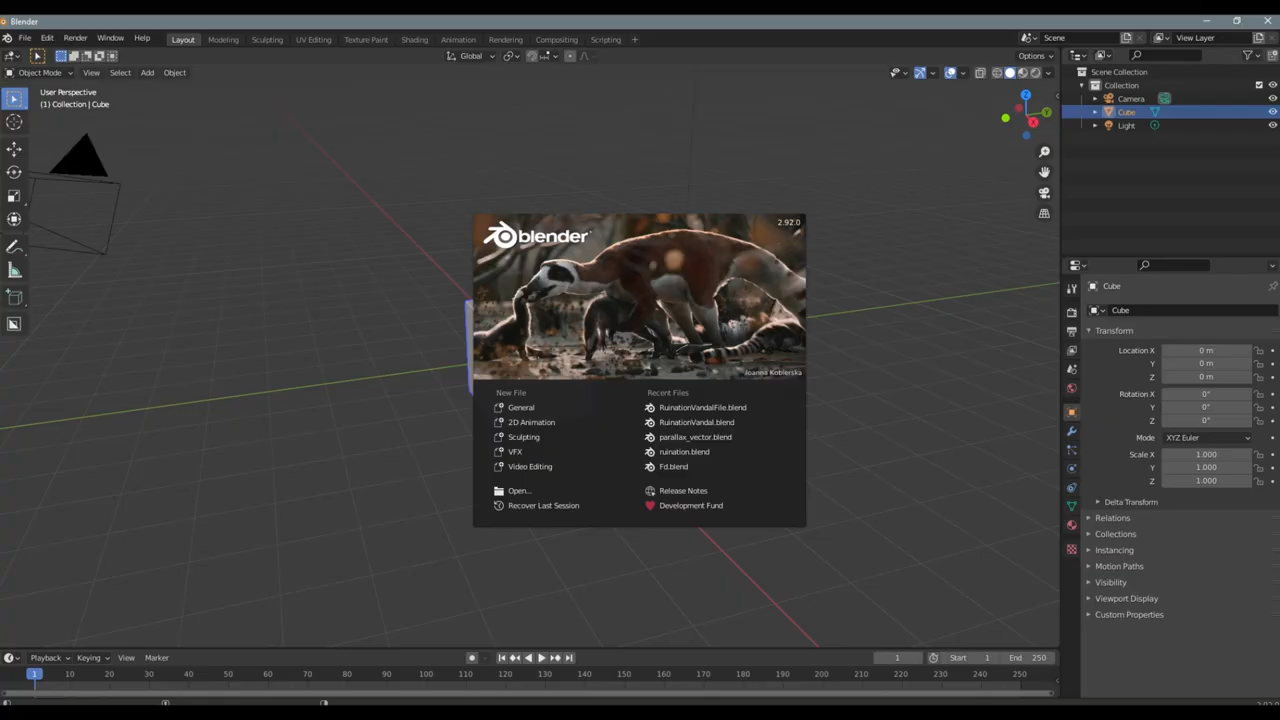 Blender
File Edit Render Window Help Layout Modeling Sculpting UV Editing Texture Paint Shading Animation Rendering Compositing Scripting + Scene View Layer
Global Options
Object Mode View Select Add Object
User Perspective
(1) Collection | Cube
Z
Y
X
Scene Collection
Collection
Camera
Cube
Light
blender
2.92.0
Joanna Kobierska
New File
General
2D Animation
Sculpting
VFX
Video Editing
Open...
Recover Last Session
Recent Files
RuinationVandalFile.blend
RuinationVandal.blend
parallax_vector.blend
ruination.blend
Fd.blend
Release Notes
Development Fund
Cube
Cube
Transform
Location X 0 m
Y 0 m
Z 0 m
Rotation X 0°
Y 0°
Z 0°
Mode XYZ Euler
Scale X 1.000
Y 1.000
Z 1.000
Delta Transform
Relations
Collections
Instancing
Motion Paths
Visibility
Viewport Display
Custom Properties
Playback Keying View Marker 1 Start 1 End 250
1 10 20 30 40 50 60 70 80 90 100 110 120 130 140 150 160 170 180 190 200 210 220 230 240 250
2.92.0